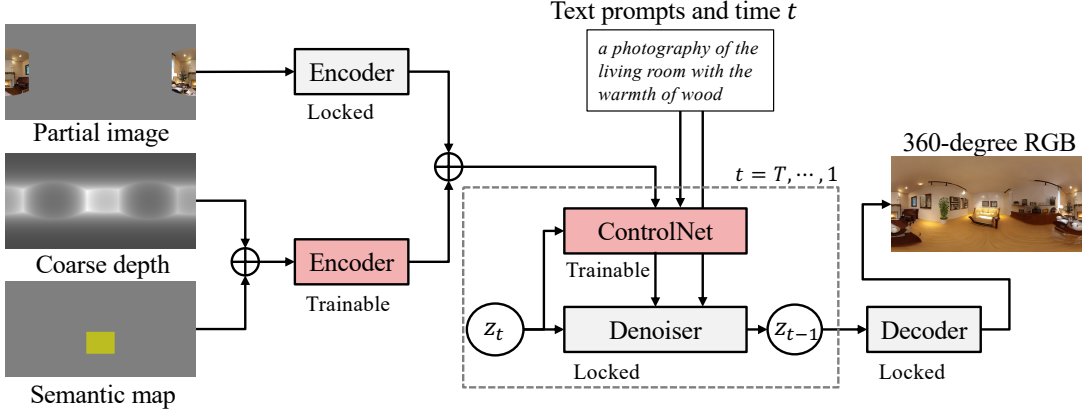 Text prompts and time t
a photography of the
living room with the
warmth of wood
Encoder
Locked
Partial image
360-degree RGB
t = T, ⋯, 1
ControlNet
Trainable
Coarse depth
Encoder
Trainable
z_t
Denoiser
Locked
z_{t−1}
Decoder
Locked
Semantic map